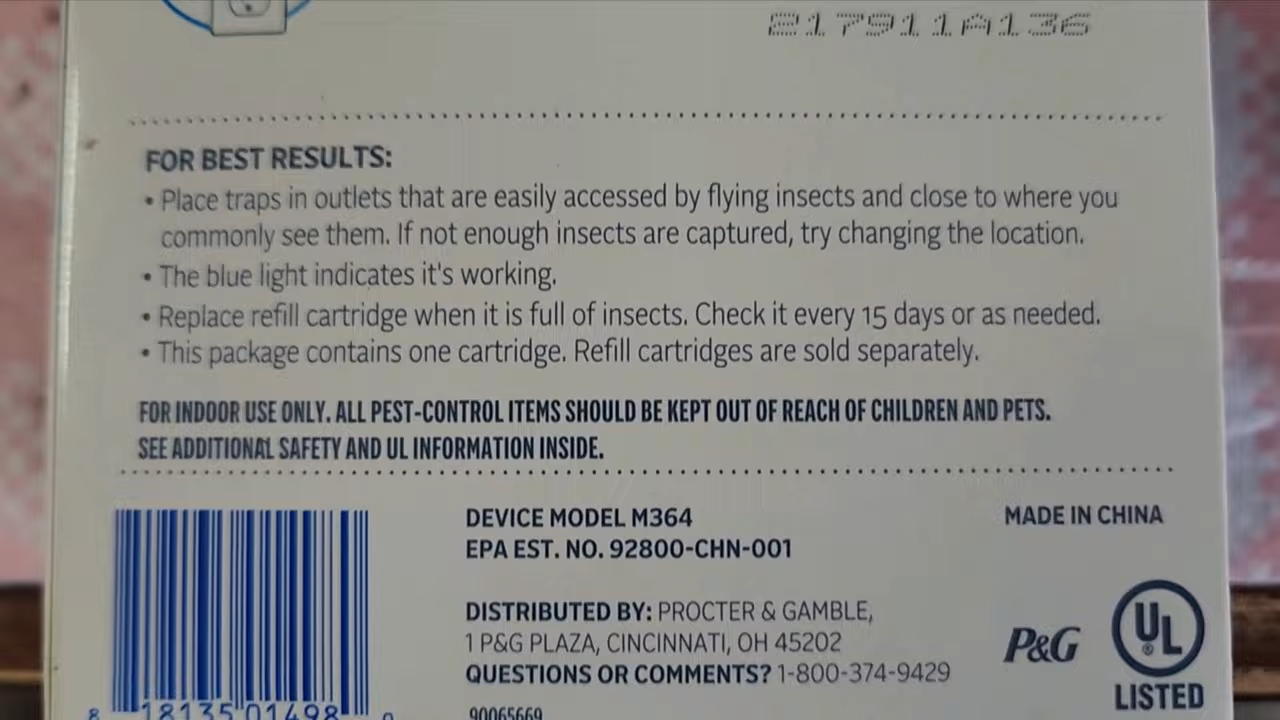 217911A136
FOR BEST RESULTS:
• Place traps in outlets that are easily accessed by flying insects and close to where you
commonly see them. If not enough insects are captured, try changing the location.
• The blue light indicates it's working.
• Replace refill cartridge when it is full of insects. Check it every 15 days or as needed.
• This package contains one cartridge. Refill cartridges are sold separately.
FOR INDOOR USE ONLY. ALL PEST-CONTROL ITEMS SHOULD BE KEPT OUT OF REACH OF CHILDREN AND PETS.
SEE ADDITIONAL SAFETY AND UL INFORMATION INSIDE.
DEVICE MODEL M364
EPA EST. NO. 92800-CHN-001
MADE IN CHINA
DISTRIBUTED BY: PROCTER & GAMBLE,
1 P&G PLAZA, CINCINNATI, OH 45202
QUESTIONS OR COMMENTS? 1-800-374-9429
P&G
UL
®
LISTED
8 18135 01498 0
90065669